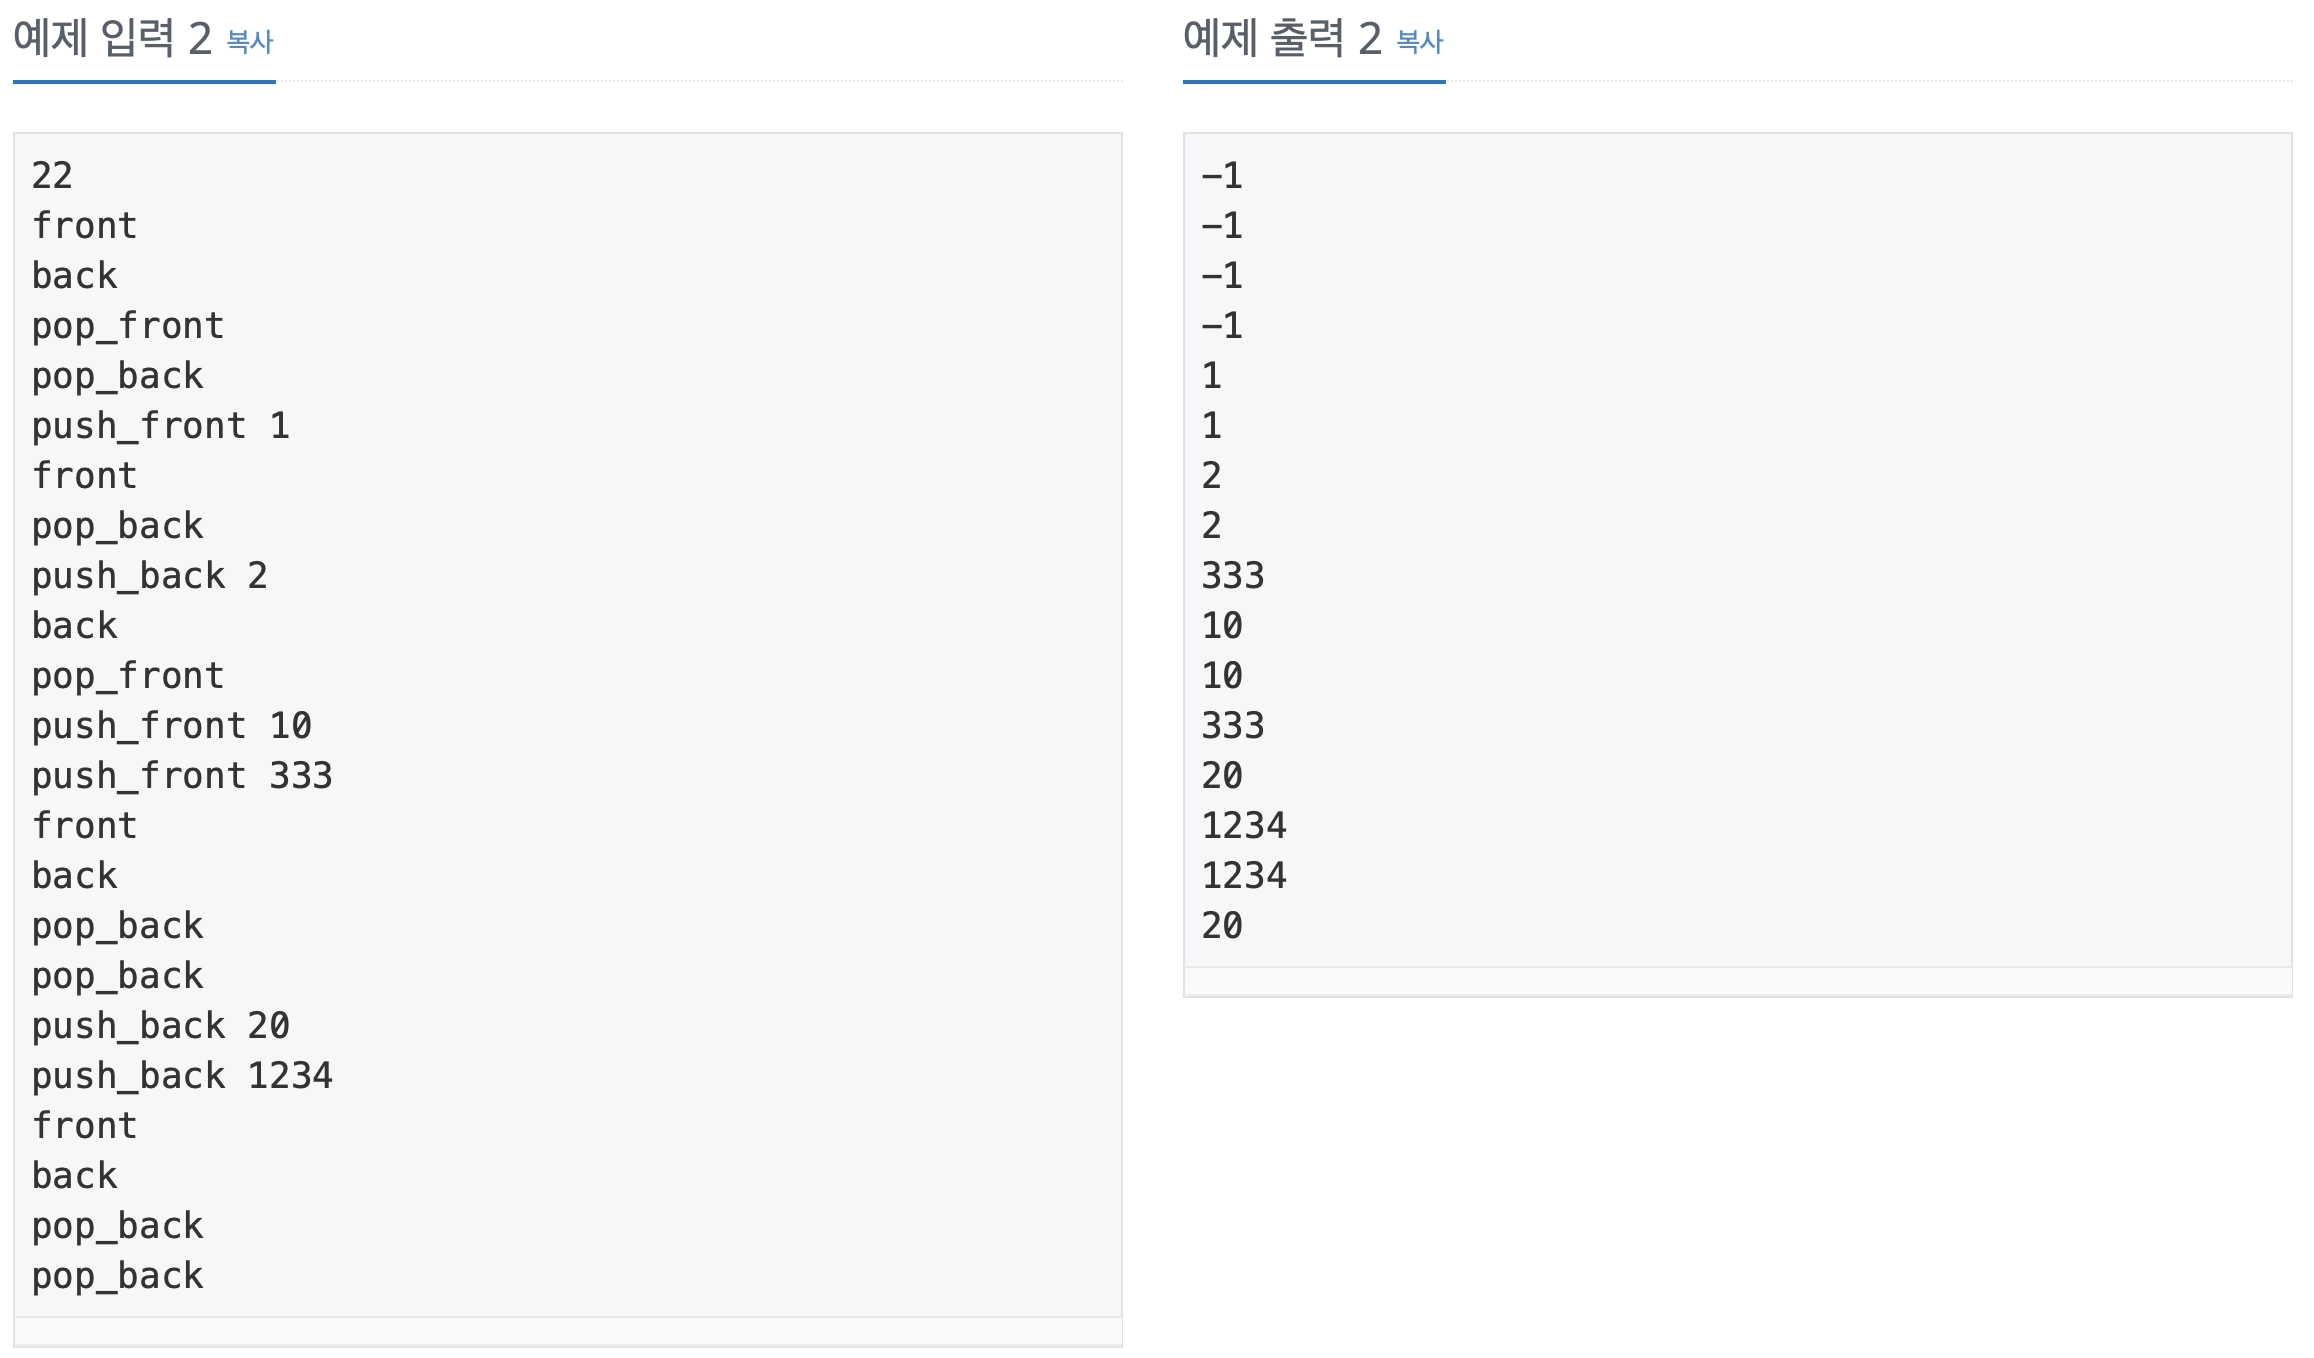 예제 입력 2 복사
22
front
back
pop_front
pop_back
push_front 1
front
pop_back
push_back 2
back
pop_front
push_front 10
push_front 333
front
back
pop_back
pop_back
push_back 20
push_back 1234
front
back
pop_back
pop_back
예제 출력 2 복사
-1
-1
-1
-1
1
1
2
2
333
10
10
333
20
1234
1234
20